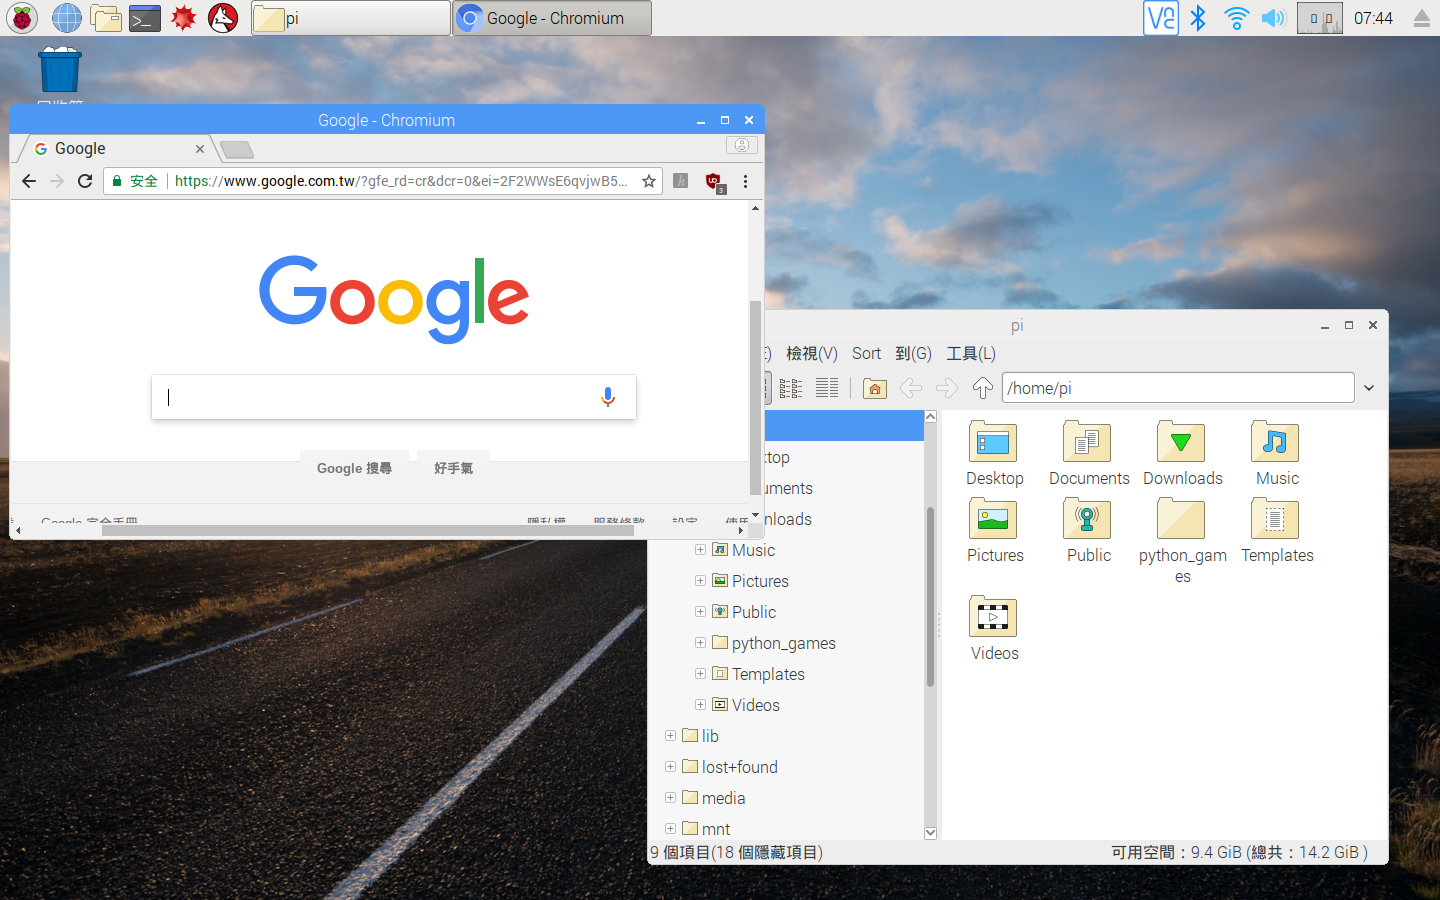 pi
Google - Chromium
07:44
Google - Chromium
Google
安全
https://www.google.com.tw/?gfe_rd=cr&dcr=0&ei=2F2WWsE6qvjwB5...
3
Google
Google 搜尋
好手氣
pi
檢視(V)
Sort
到(G)
工具(L)
/home/pi
Music
Pictures
Public
python_games
Templates
Videos
lib
lost+found
media
mnt
Desktop
Documents
Downloads
Music
Pictures
Public
python_gam
es
Templates
Videos
9 個項目(18 個隱藏項目)
可用空間：9.4 GiB (總共：14.2 GiB )